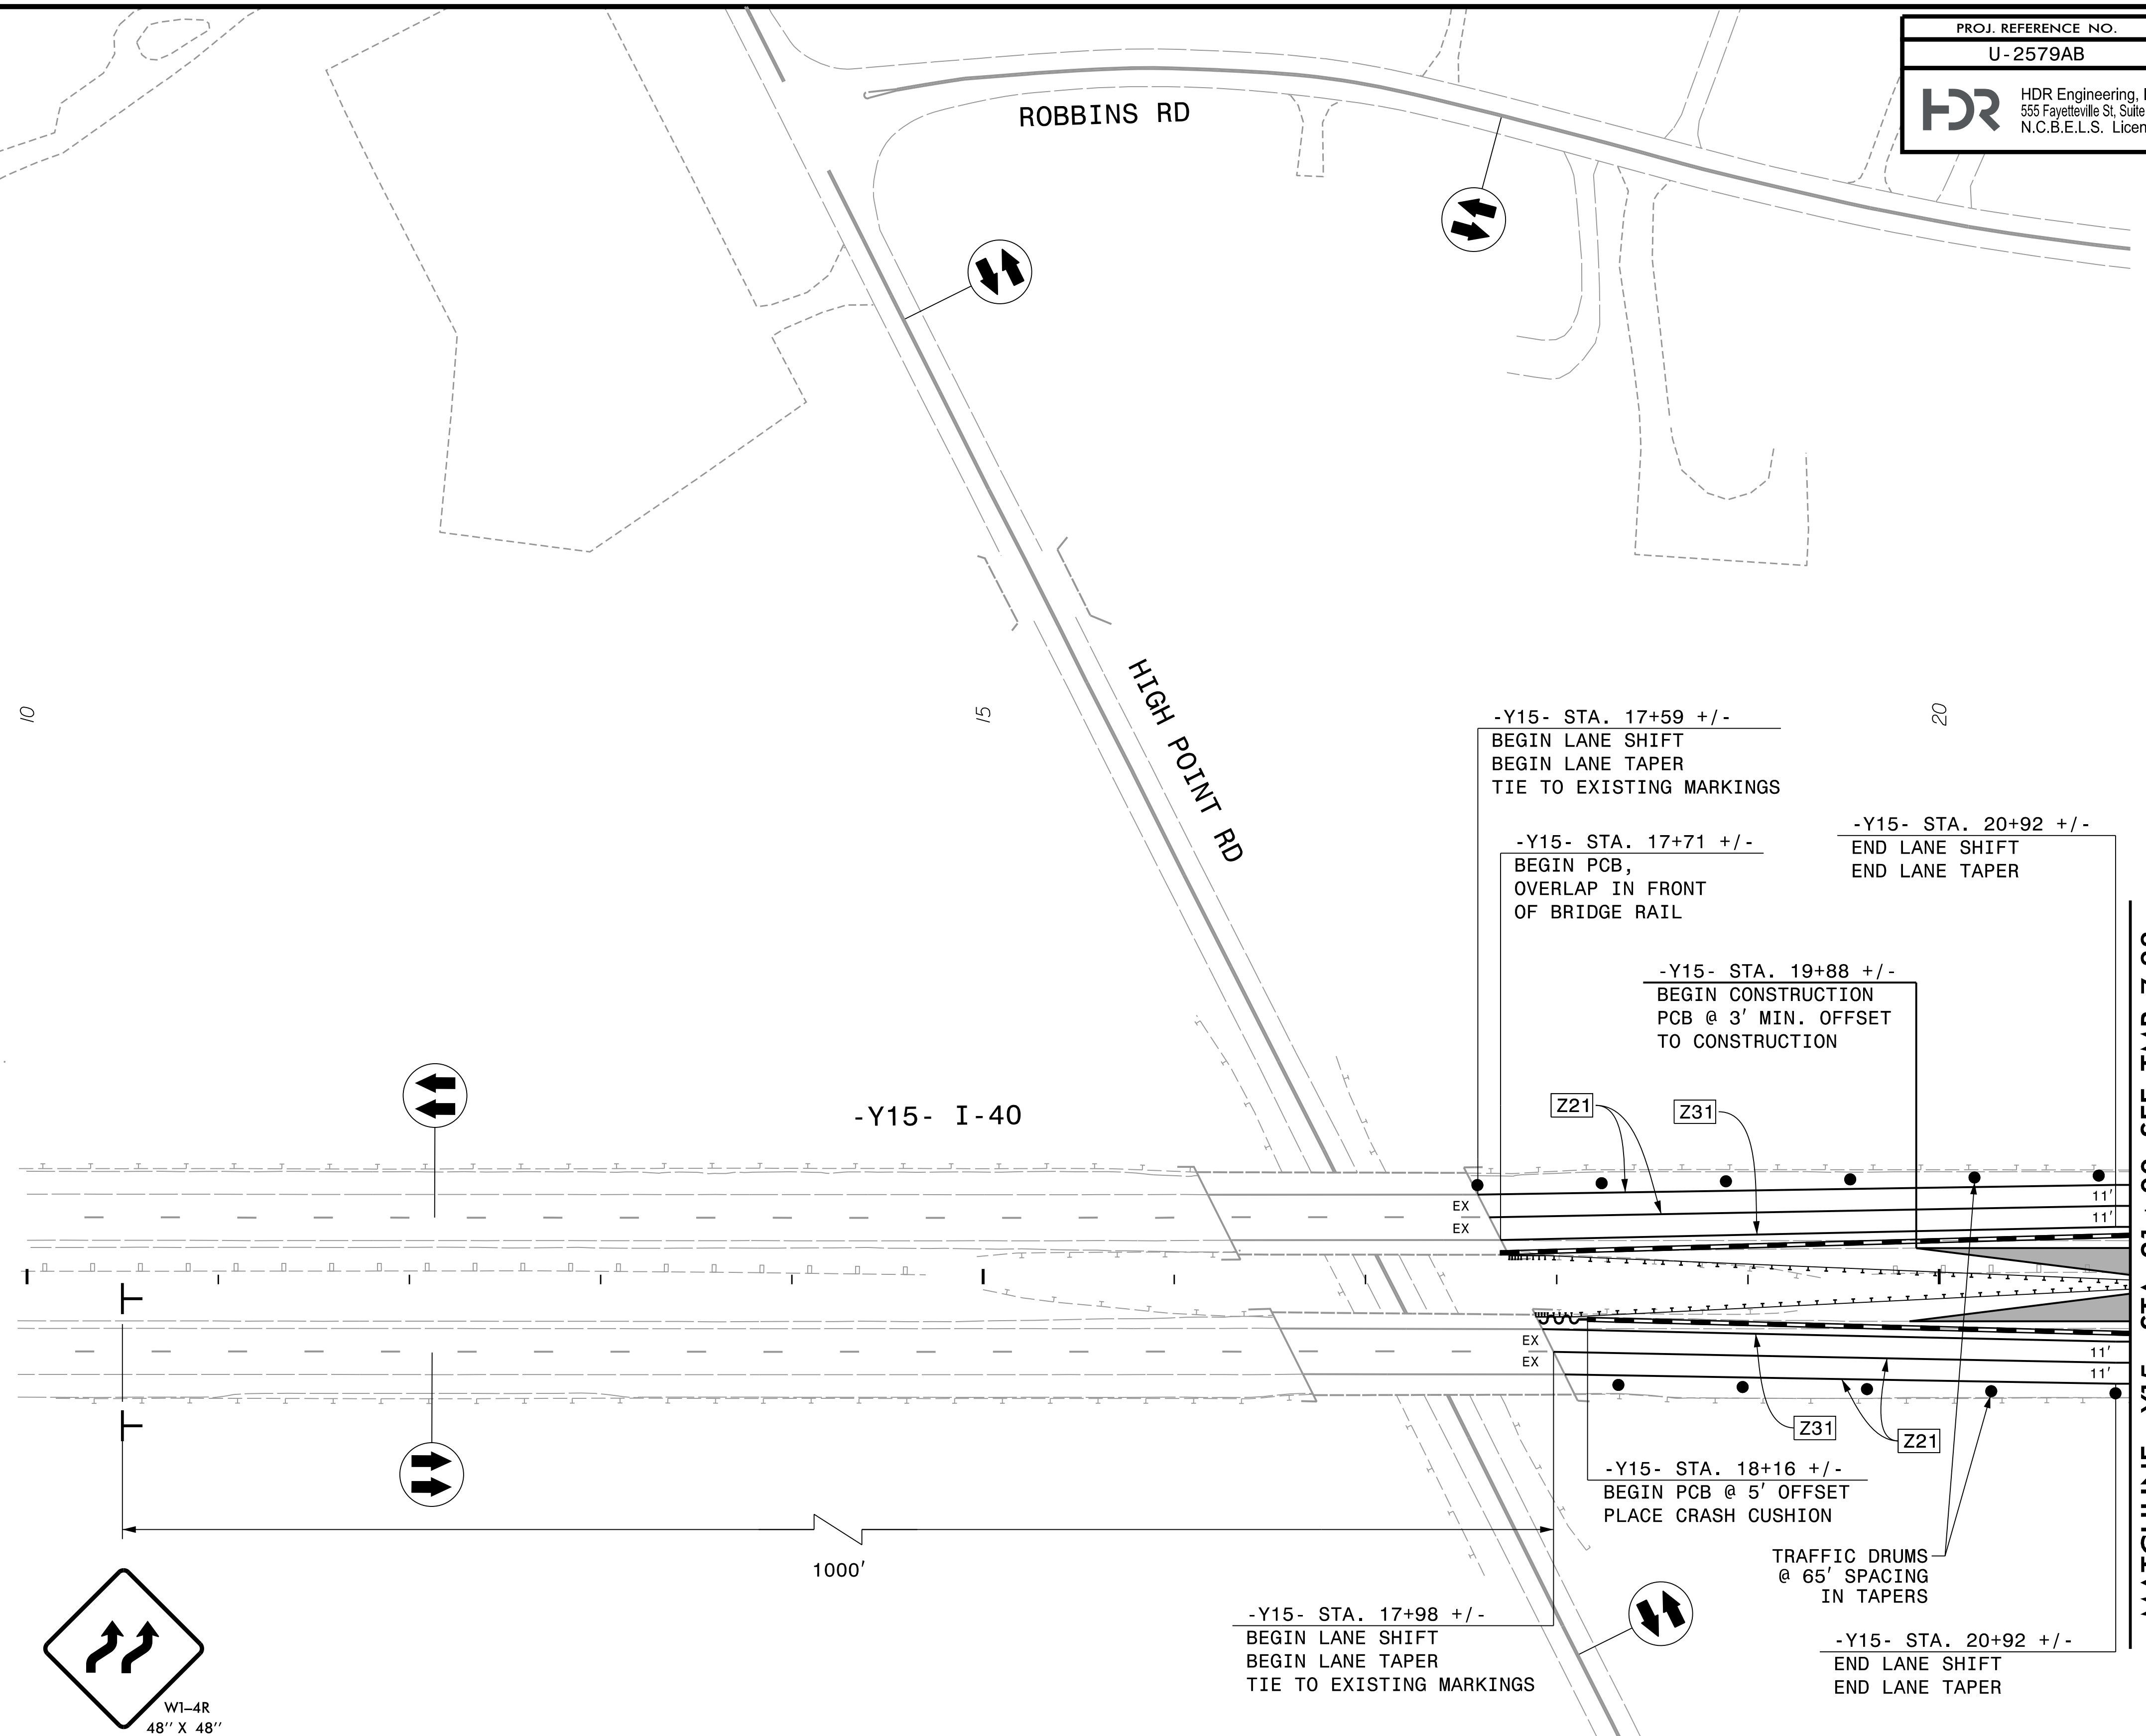 PROJ. REFERENCE NO.
U-2579AB
HDR
HDR Engineering,
555 Fayetteville St, Suite
N.C.B.E.L.S.
ROBBINS RD
10
15
20
HIGH POINT RD
-Y15- STA. 17+59 +/-
BEGIN LANE SHIFT
BEGIN LANE TAPER
TIE TO EXISTING MARKINGS
-Y15- STA. 17+71 +/-
BEGIN PCB,
OVERLAP IN FRONT
OF BRIDGE RAIL
-Y15- STA. 20+92 +/-
END LANE SHIFT
END LANE TAPER
-Y15- STA. 19+88 +/-
BEGIN CONSTRUCTION
PCB @ 3' MIN. OFFSET
TO CONSTRUCTION
Z21
Z31
-Y15- I-40
EX
EX
11'
11'
EX
EX
11'
11'
Z31
Z21
-Y15- STA. 18+16 +/-
BEGIN PCB @ 5' OFFSET
PLACE CRASH CUSHION
1000'
TRAFFIC DRUMS
@ 65' SPACING
IN TAPERS
-Y15- STA. 17+98 +/-
BEGIN LANE SHIFT
BEGIN LANE TAPER
TIE TO EXISTING MARKINGS
-Y15- STA. 20+92 +/-
END LANE SHIFT
END LANE TAPER
W1-4R
48'' X 48''